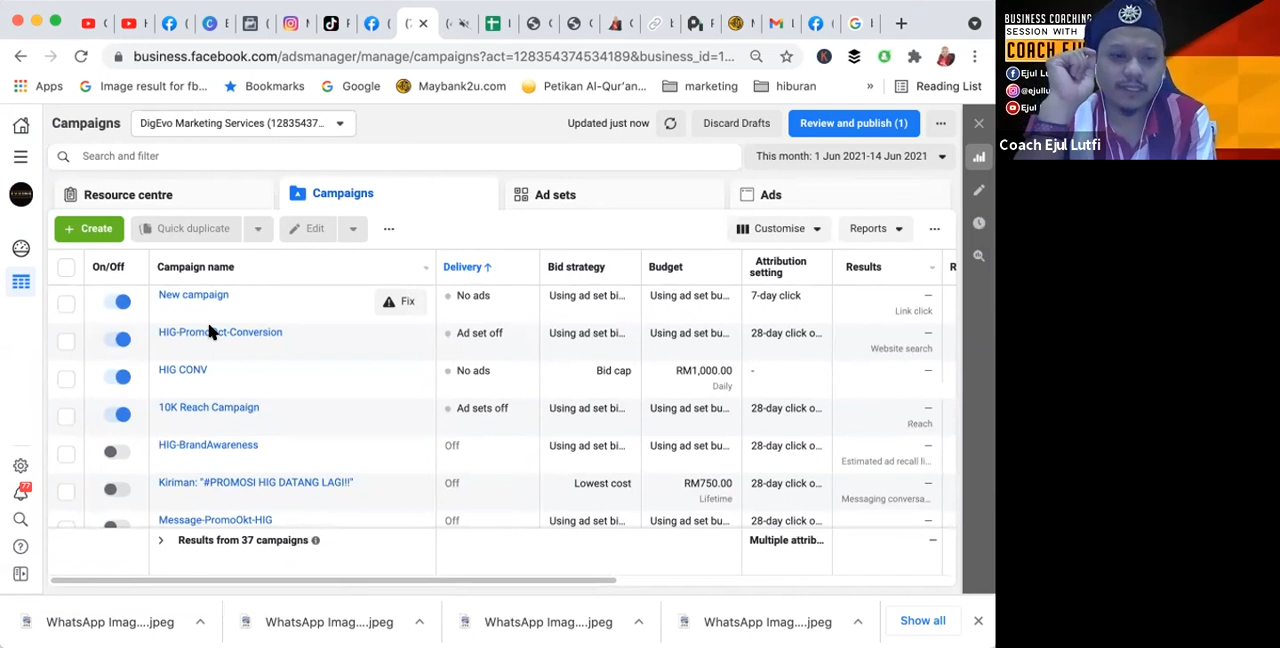 business.facebook.com/adsmanager/manage/campaigns?act=128354374534189&business_id=1...
Apps
Image result for fb...
Bookmarks
Google
Maybank2u.com
Petikan Al-Qur'an,...
marketing
hiburan
»
Reading List
Campaigns
DigEvo Marketing Services (12835437...
Updated just now
Discard Drafts
Review and publish (1)
Search and filter
This month: 1 Jun 2021-14 Jun 2021
Resource centre
Campaigns
Ad sets
Ads
+ Create
Quick duplicate
Edit
Customise
Reports
On/Off
Campaign name
Delivery ↑
Bid strategy
Budget
Attribution
setting
Results
R
New campaign
Fix
No ads
Using ad set bi...
Using ad set bu...
7-day click
—
Link click
Ad set off
Using ad set bi...
Using ad set bu...
28-day click o...
—
Website search
HIG CONV
No ads
Bid cap
RM1,000.00
Daily
-
—
10K Reach Campaign
Ad sets off
Using ad set bi...
Using ad set bu...
28-day click o...
—
Reach
HIG-BrandAwareness
Off
Using ad set bi...
Using ad set bu...
28-day click o...
—
Estimated ad recall li...
Kiriman: "#PROMOSI HIG DATANG LAGI!!"
Off
Lowest cost
RM750.00
Lifetime
28-day click o...
—
Messaging conversa...
Message-PromoOkt-HIG
Off
Using ad set bi...
Using ad set bu...
28-day click o...
—
Results from 37 campaigns
Multiple attrib...
—
77
WhatsApp Imag....jpeg
WhatsApp Imag....jpeg
WhatsApp Imag....jpeg
WhatsApp Imag....jpeg
Show all
BUSINESS COACHING
SESSION WITH
COACH
Ejul
Ejul
Coach Ejul Lutfi